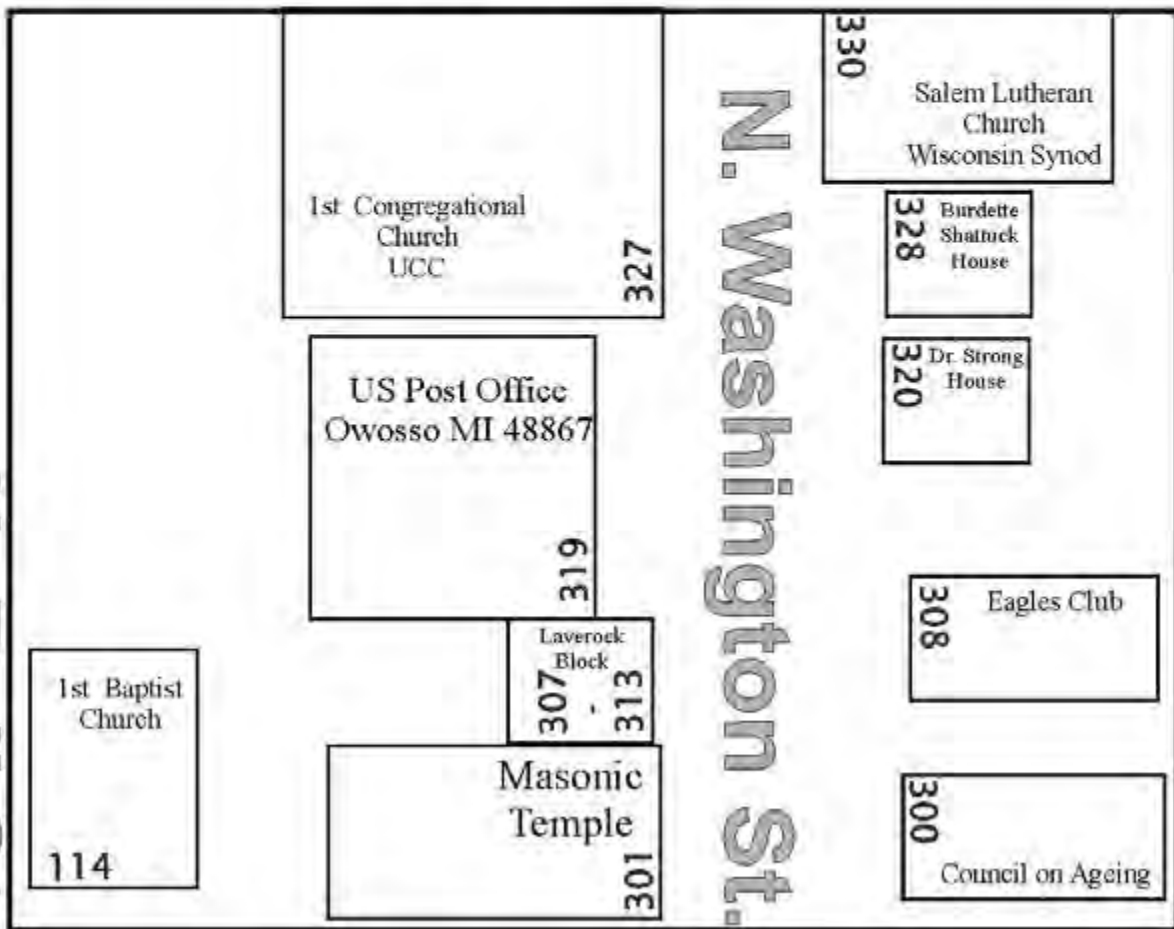 1st Congregational
Church
UCC
327
US Post Office
Owosso MI 48867
319
Laverock
Block
307
-
313
1st Baptist
Church
114
Masonic
Temple
301
N. Washington St.
330
Salem Lutheran
Church
Wisconsin Synod
328
Burdette
Shattuck
House
320
Dr. Strong
House
308
Eagles Club
300
Council on Ageing